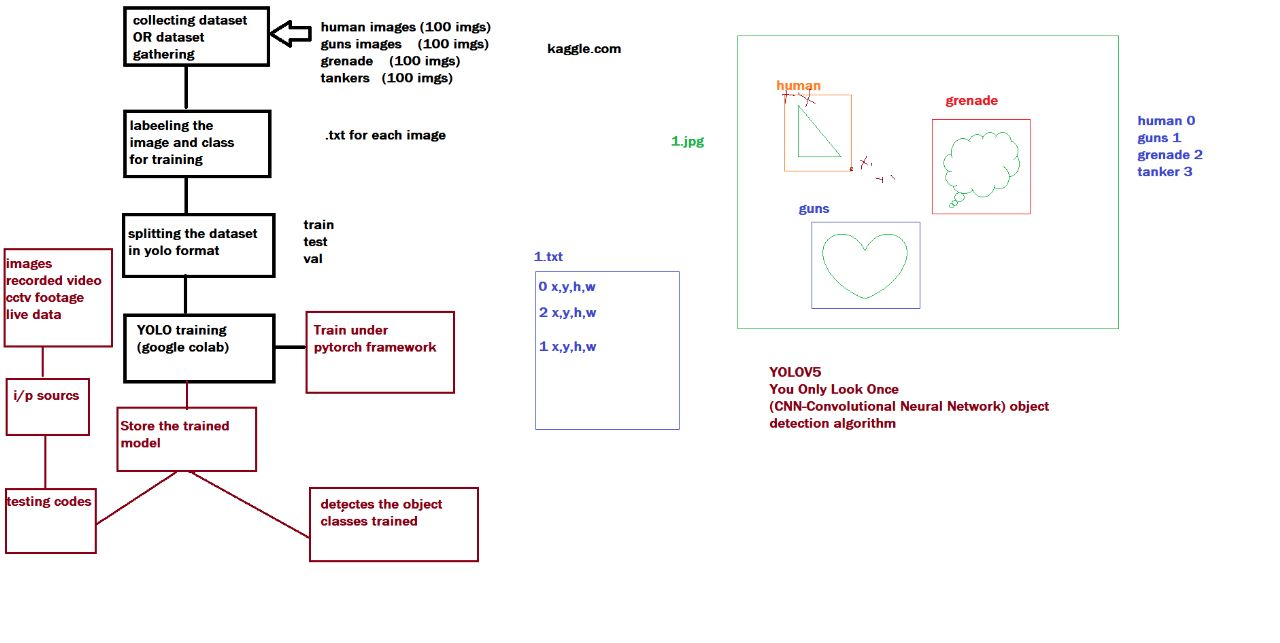 collecting dataset
OR dataset
gathering
human images (100 imgs)
guns images (100 imgs)
grenade (100 imgs)
tankers (100 imgs)
kaggle.com
labeeling the
image and class
for training
.txt for each image
splitting the dataset
in yolo format
train
test
val
images
recorded video
cctv footage
live data
YOLO training
(google colab)
Train under
pytorch framework
i/p sourcs
Store the trained
model
testing codes
detectes the object
classes trained
1.jpg
human
grenade
guns
human 0
guns 1
grenade 2
tanker 3
1.txt
0 x,y,h,w
2 x,y,h,w
1 x,y,h,w
YOLOV5
You Only Look Once
(CNN-Convolutional Neural Network) object
detection algorithm